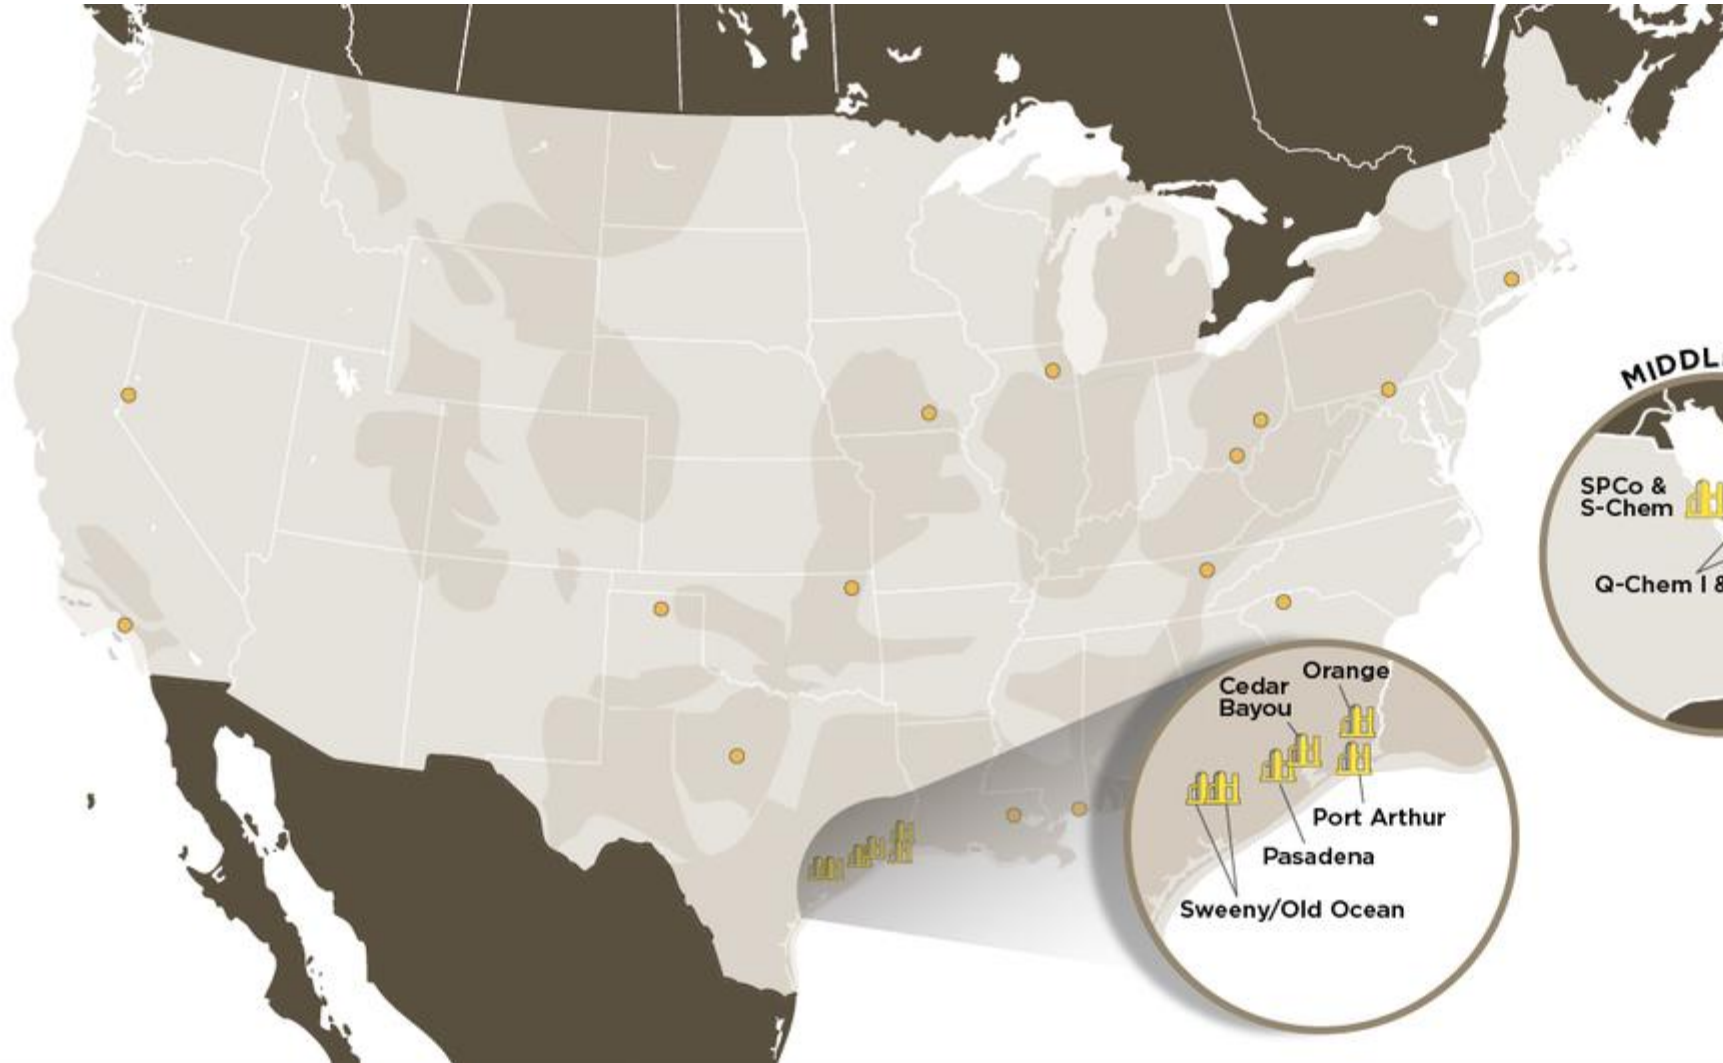 MIDDL
SPCo &
S-Chem
Q-Chem I &
Orange
Cedar
Bayou
Port Arthur
Pasadena
Sweeny/Old Ocean